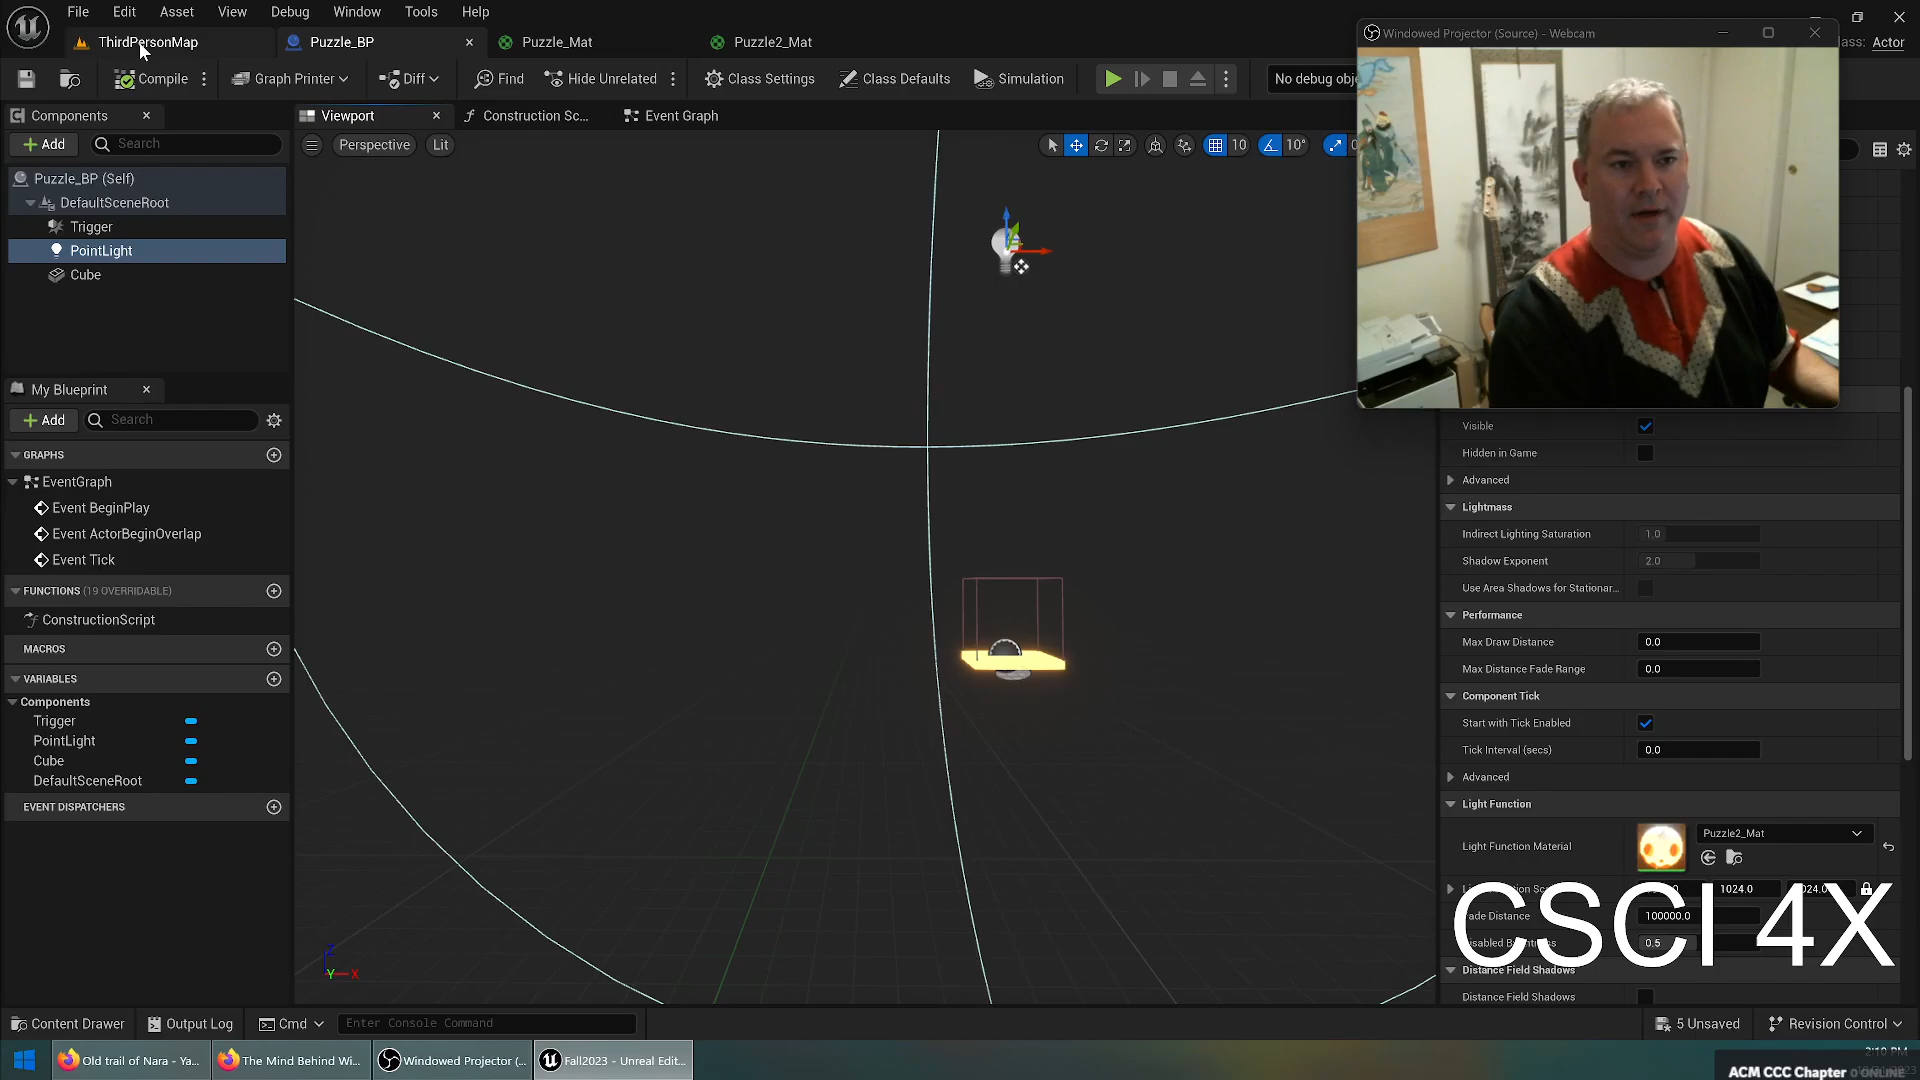 File Edit Asset View Debug Window Tools Help
ThirdPersonMap Puzzle_BP Puzzle_Mat Puzzle2_Mat
Windowed Projector (Source) - Webcam
Actor
Compile Graph Printer Diff Find Hide Unrelated Class Settings Class Defaults Simulation
Components Viewport Construction Sc... Event Graph
Add Search
Perspective Lit 10 10°
Puzzle_BP (Self)
DefaultSceneRoot
Trigger
PointLight
Cube
My Blueprint
Add Search
GRAPHS
EventGraph
Event BeginPlay
Event ActorBeginOverlap
Event Tick
FUNCTIONS (19 OVERRIDABLE)
ConstructionScript
MACROS
VARIABLES
Components
Trigger
PointLight
Cube
DefaultSceneRoot
EVENT DISPATCHERS
Z
Y X
Visible
Hidden in Game
Advanced
Lightmass
Indirect Lighting Saturation 1.0
Shadow Exponent 2.0
Use Area Shadows for Stationar...
Performance
Max Draw Distance 0.0
Max Distance Fade Range 0.0
Component Tick
Start with Tick Enabled
Tick Interval (secs) 0.0
Advanced
Light Function
Light Function Material Puzzle2_Mat
1024.0
100000.0
0.5
CSCI 4X
Distance Field Shadows
Distance Field Shadows
Content Drawer Output Log Cmd Enter Console Command 5 Unsaved Revision Control
Old trail of Nara - Ya... The Mind Behind Wi... Windowed Projector (... Fall2023 - Unreal Edit...
2:10 PM
ACM CCC Chapter 0 ONLINE